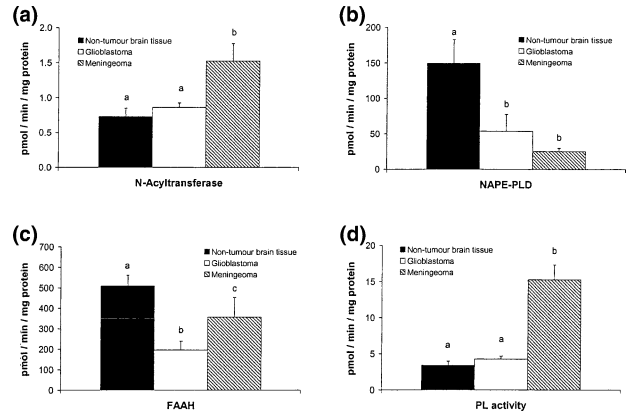 (a)
2.0
1.5
1.0
0.5
0.0
pmol / min / mg protein
Non-tumour brain tissue
Glioblastoma
Meningeoma
a
a
b
N-Acyltransferase
(b)
200
150
100
50
0
pmol / min / mg protein
Non-tumour brain tissue
Glioblastoma
Meningeoma
a
b
b
NAPE-PLD
(c)
700
600
500
400
300
200
100
0
pmol / min / mg protein
Non-tumour brain tissue
Glioblastoma
Meningeoma
a
b
c
FAAH
(d)
20
15
10
5
0
pmol / min / mg protein
Non-tumour brain tissue
Glioblastoma
Meningeoma
a
a
b
PL activity